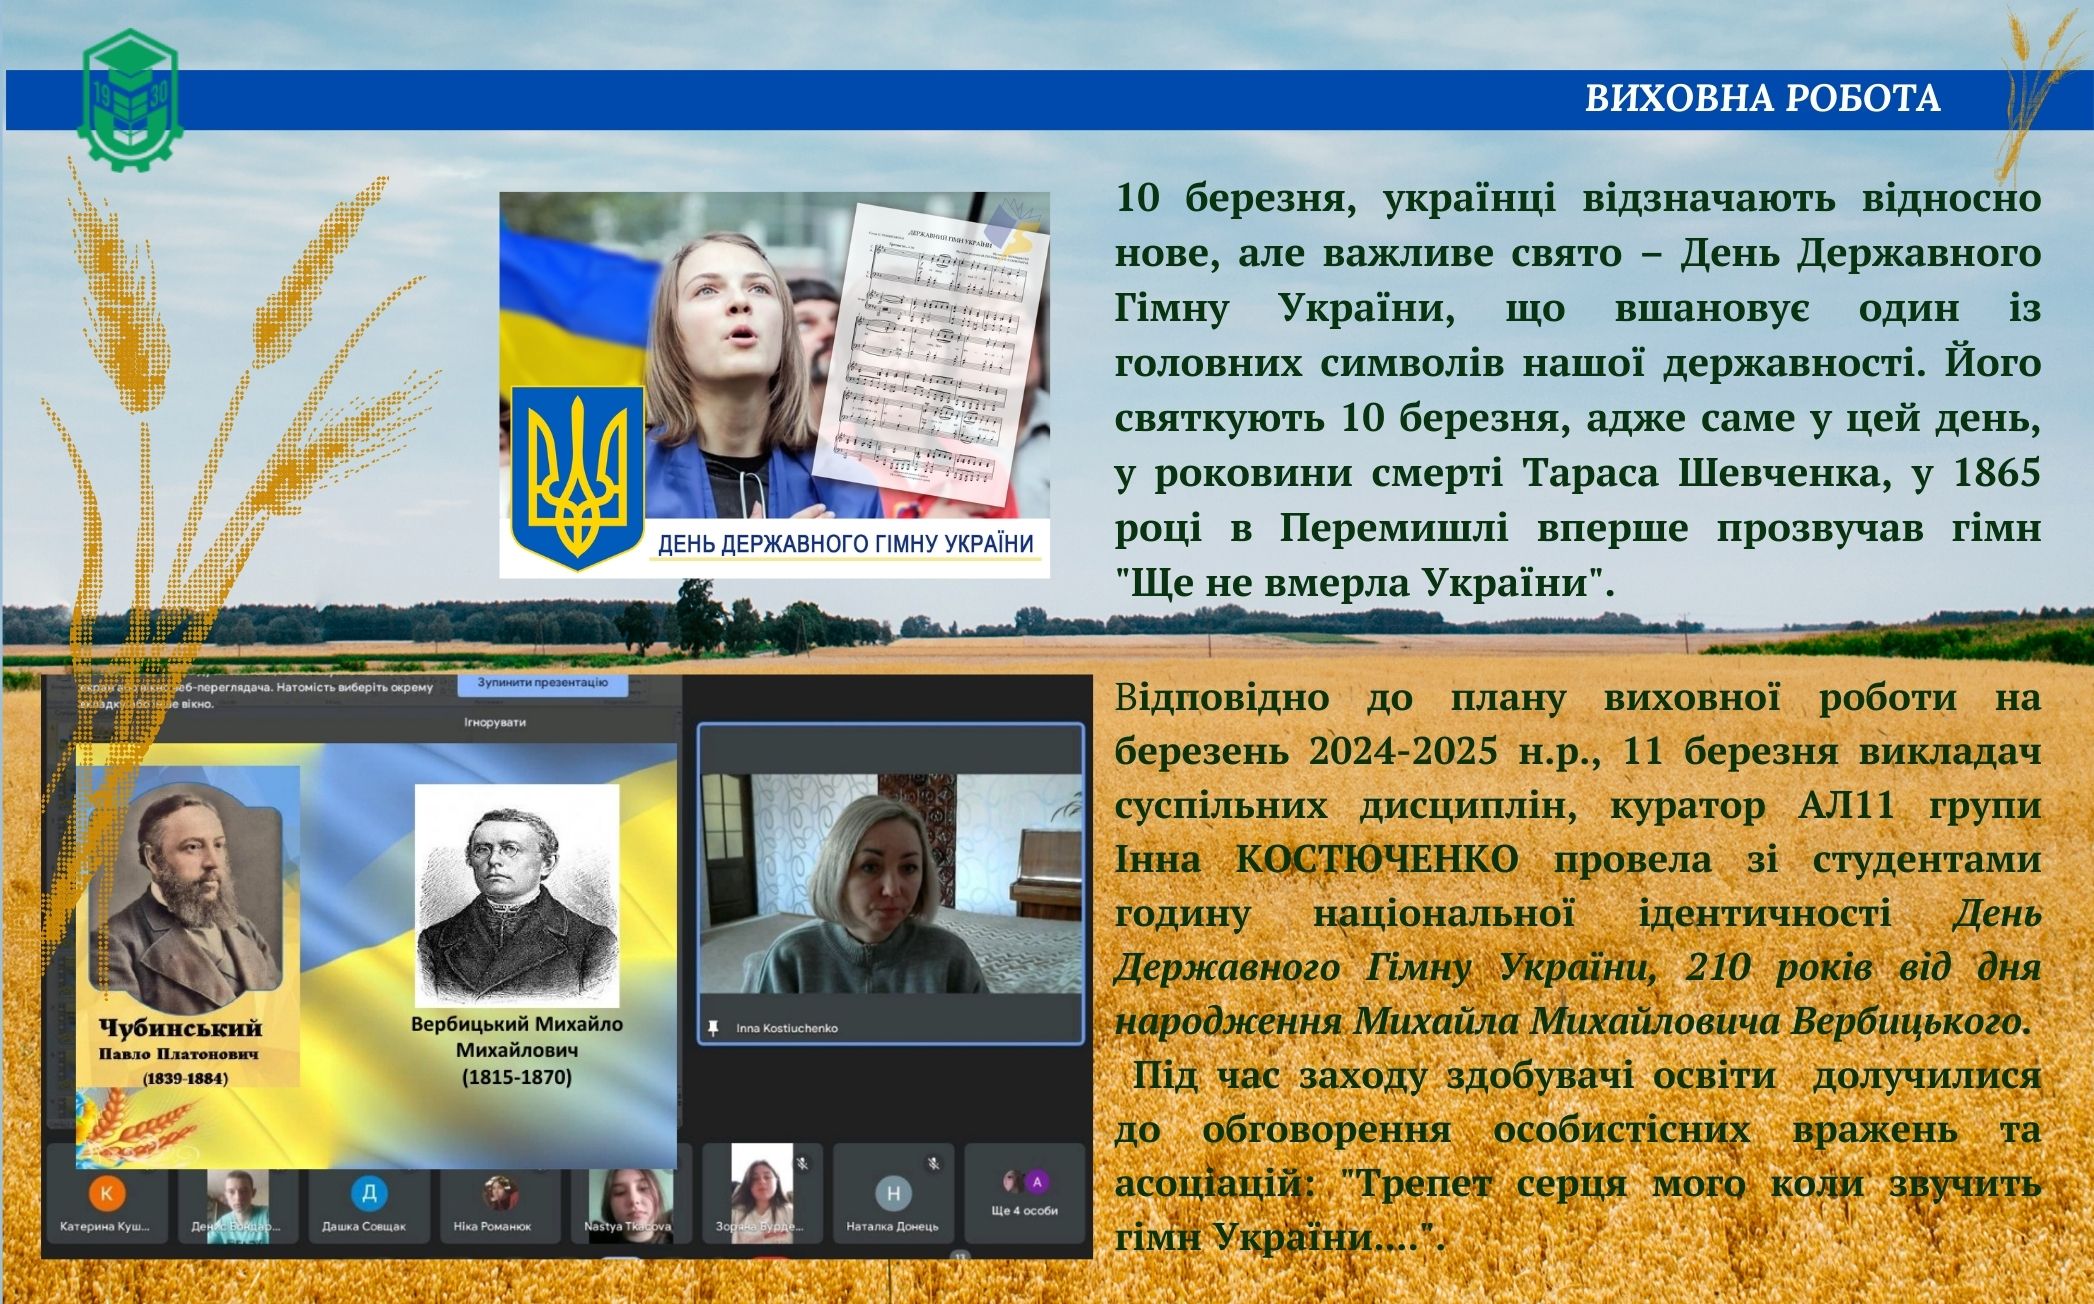 19 30
ВИХОВНА РОБОТА
ДЕРЖАВНИЙ ГІМН УКРАЇНИ
ДЕНЬ ДЕРЖАВНОГО ГІМНУ УКРАЇНИ
10 березня, українці відзначають відносно
нове, але важливе свято – День Державного
Гімну України, що вшановує один із
головних символів нашої державності. Його
святкують 10 березня, адже саме у цей день,
у роковини смерті Тараса Шевченка, у 1865
році в Перемишлі вперше прозвучав гімн
"Ще не вмерла України".
екран або вікно веб-переглядача. Натомість виберіть окрему
вкладку або інше вікно.
Зупинити презентацію
Ігнорувати
Чубинський
Павло Платонович
(1839-1884)
Вербицький Михайло
Михайлович
(1815-1870)
Inna Kostiuchenko
Катерина Куш...
Денис Бондар...
Д
Дашка Совщак
Ніка Романюк
Nastya Tkacova
Зоряна Бурде...
Н
Наталка Донець
А
Ще 4 особи
К
13
Відповідно до плану виховної роботи на
березень 2024-2025 н.р., 11 березня викладач
суспільних дисциплін, куратор АЛ11 групи
Інна КОСТЮЧЕНКО провела зі студентами
годину національної ідентичності День
Державного Гімну України, 210 років від дня
народження Михайла Михайловича Вербицького.
Під час заходу здобувачі освіти долучилися
до обговорення особистісних вражень та
асоціацій: "Трепет серця мого коли звучить
гімн України....".